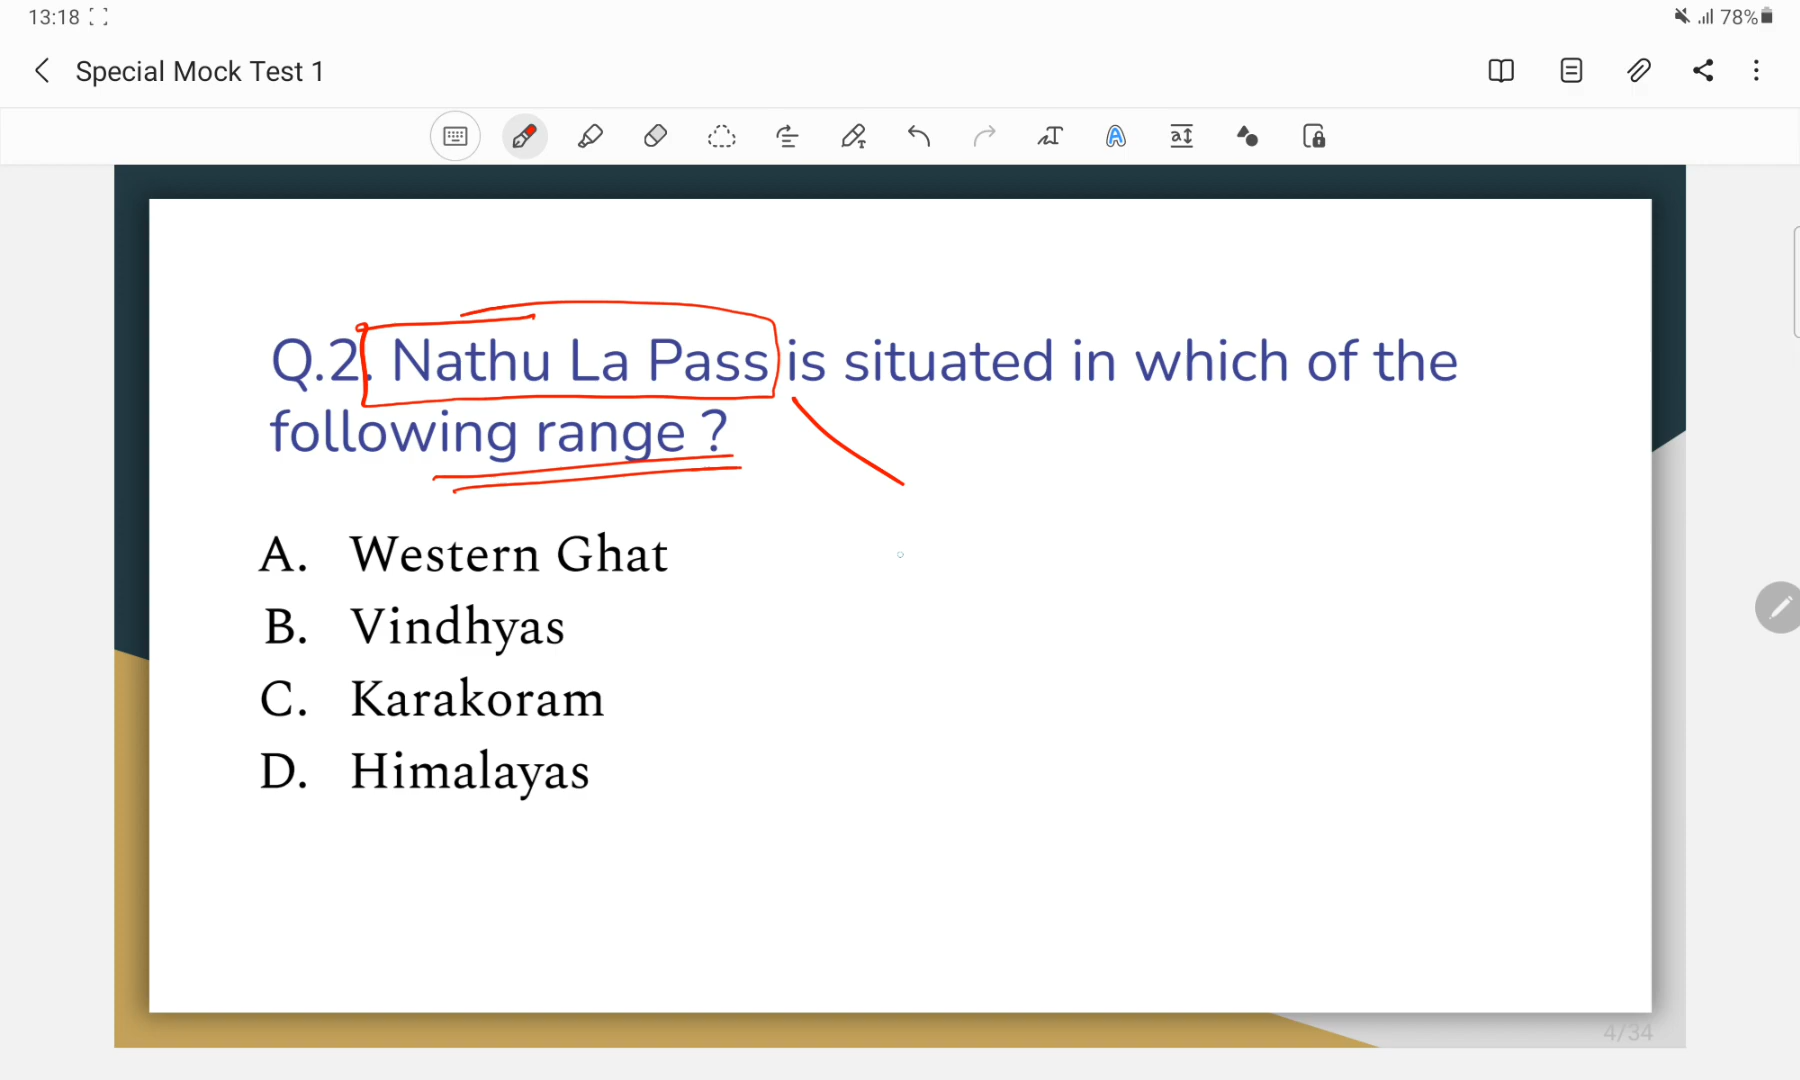 13:18
78%
Special Mock Test 1
Q.2. Nathu La Pass is situated in which of the
following range ?
A. Western Ghat
B. Vindhyas
C. Karakoram
D. Himalayas
4/34